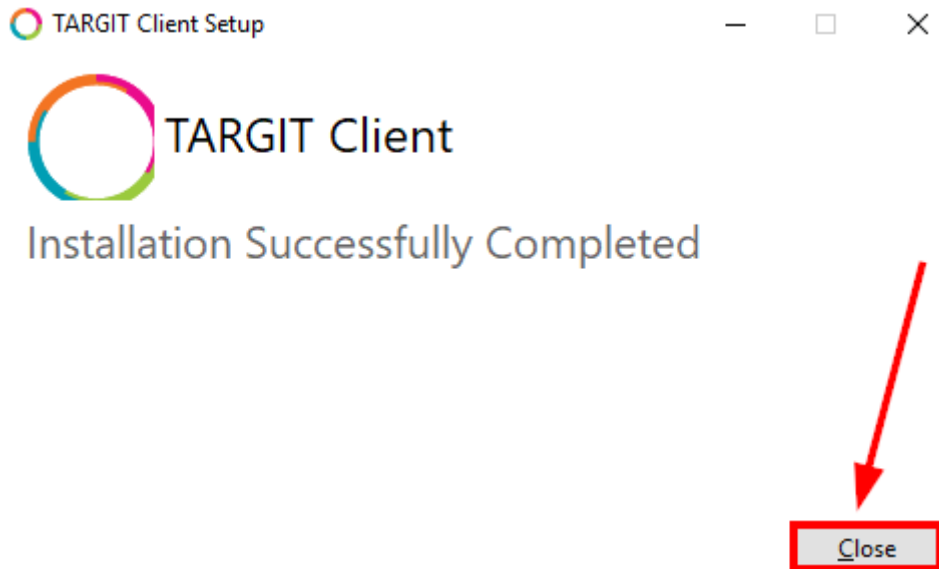 TARGIT Client Setup
TARGIT Client
Installation Successfully Completed
Close